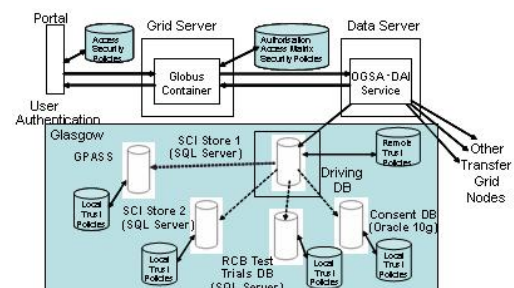 Portal
Grid Server
Data Server
Access
Security
Policies
Authorisation
Access Matrix
Security Policies
Globus
Container
OGSA-DAI
Service
User
Authentication
Glasgow
SCI Store 1
(SQL Server)
GPASS
Remote
Trust
Policies
Driving
DB
Other
Transfer
Grid
Nodes
Local
Trust
Policies
SCI Store 2
(SQL Server)
Consent DB
(Oracle 10g)
RCB Test
Trials DB
(SQL Server)
Local
Trust
Policies
Local
Trust
Policies
Local
Trust
Policies